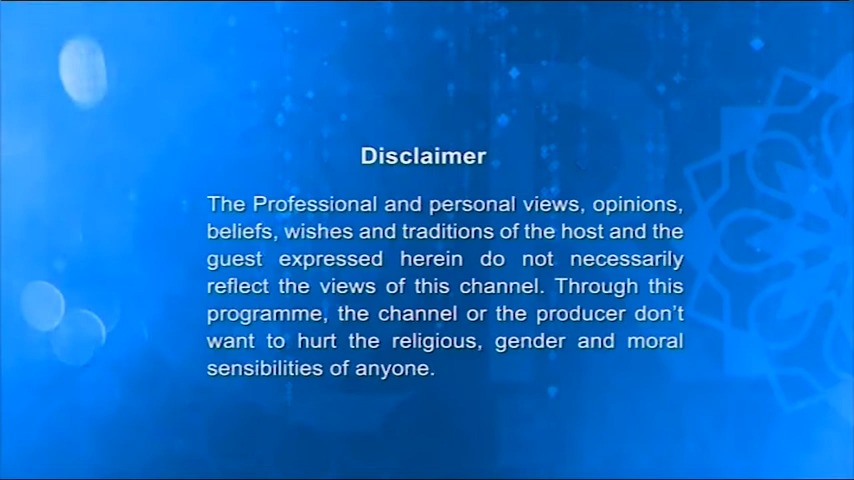 Disclaimer
The Professional and personal views, opinions,
beliefs, wishes and traditions of the host and the
guest expressed herein do not necessarily
reflect the views of this channel. Through this
programme, the channel or the producer don't
want to hurt the religious, gender and moral
sensibilities of anyone.